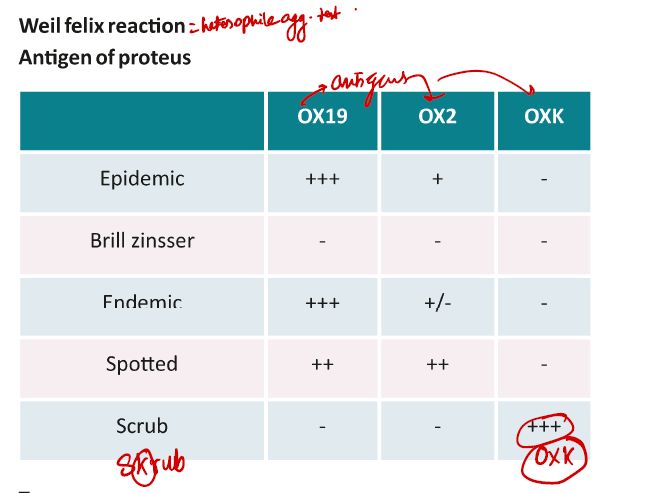 Weil felix reaction = heterophile agg. test
Antigen of proteus
antigens
OX19 OX2 OXK
Epidemic +++ + -
Brill zinsser - - -
Endemic +++ +/- -
Spotted ++ ++ -
Scrub - - +++
SKrub OXK